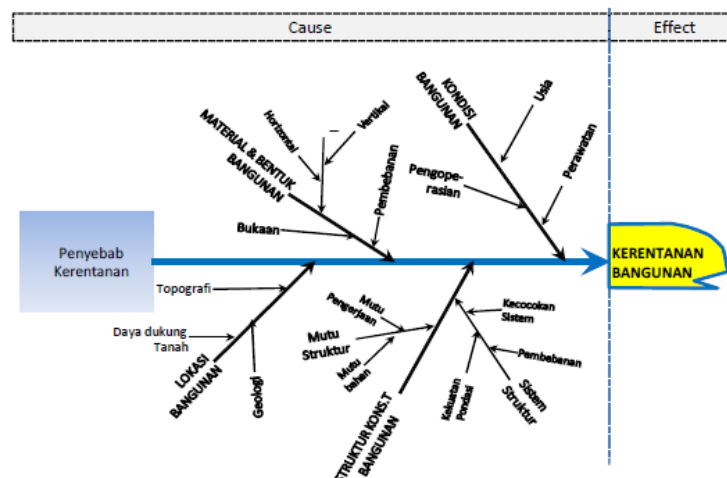 Cause
Effect
Horizontal
Vertikal
MATERIAL & BENTUK
BANGUNAN
Bukaan
Pembebanan
KONDISI
BANGUNAN
Usia
Pengope-
rasian
Perawatan
Penyebab
Kerentanan
KERENTANAN
BANGUNAN
Topografi
Daya dukung
Tanah
Geologi
LOKASI
BANGUNAN
Mutu
Pengerjaan
Mutu
Struktur
Mutu
bahan
STRUKTUR KONS.T
BANGUNAN
Kecocokan
Sistem
Pembebanan
Kekuatan
Pondasi
Sistem
Struktur